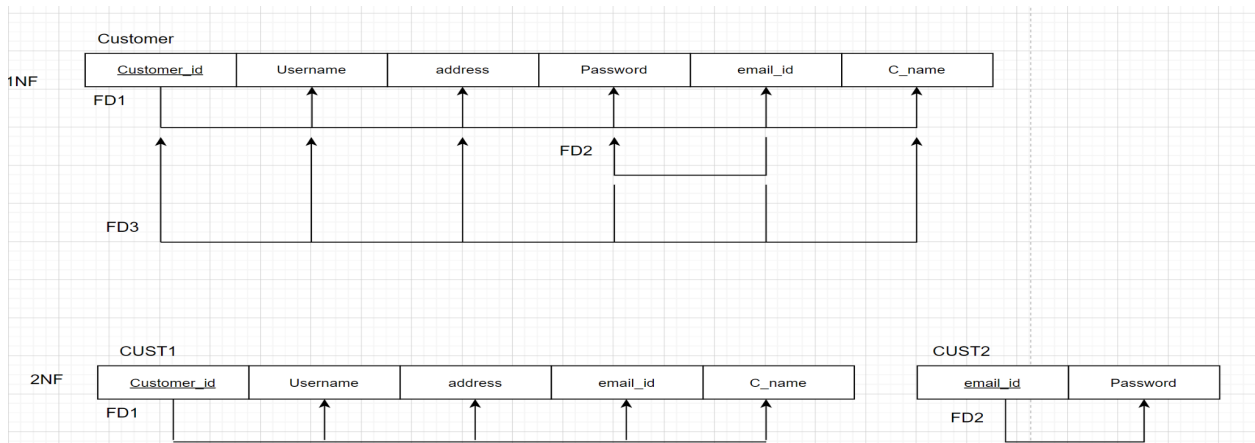 Customer
1NF
Customer_id Username address Password email_id C_name
FD1
FD2
FD3
CUST1 CUST2
2NF
Customer_id Username address email_id C_name email_id Password
FD1 FD2